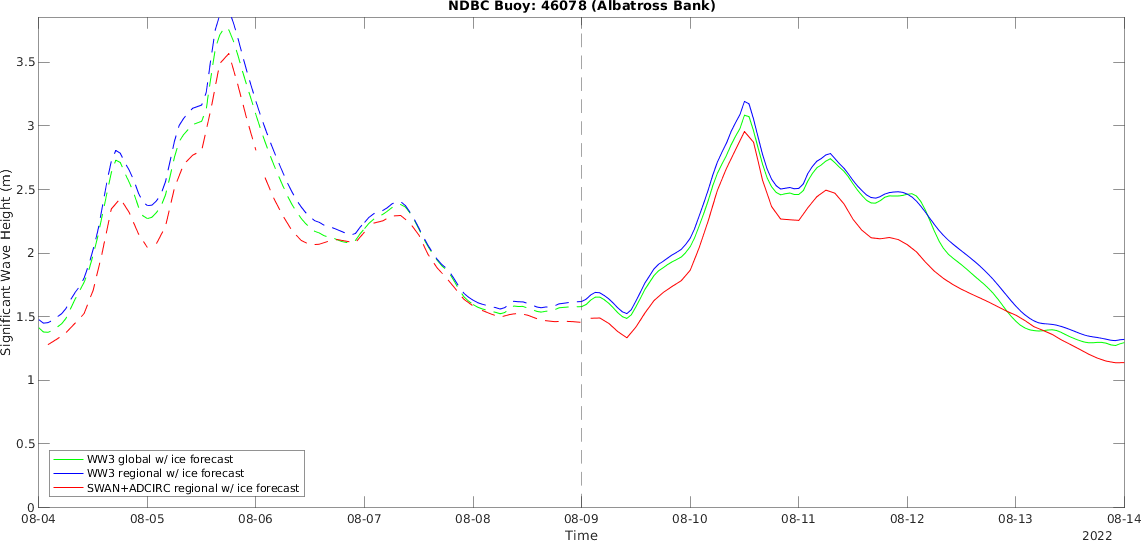 NDBC Buoy: 46078 (Albatross Bank)
Significant Wave Height (m)
3.5
3
2.5
2
1.5
1
0.5
0
WW3 global w/ ice forecast
WW3 regional w/ ice forecast
SWAN+ADCIRC regional w/ ice forecast
08-04 08-05 08-06 08-07 08-08 08-09 08-10 08-11 08-12 08-13 08-14
Time
2022